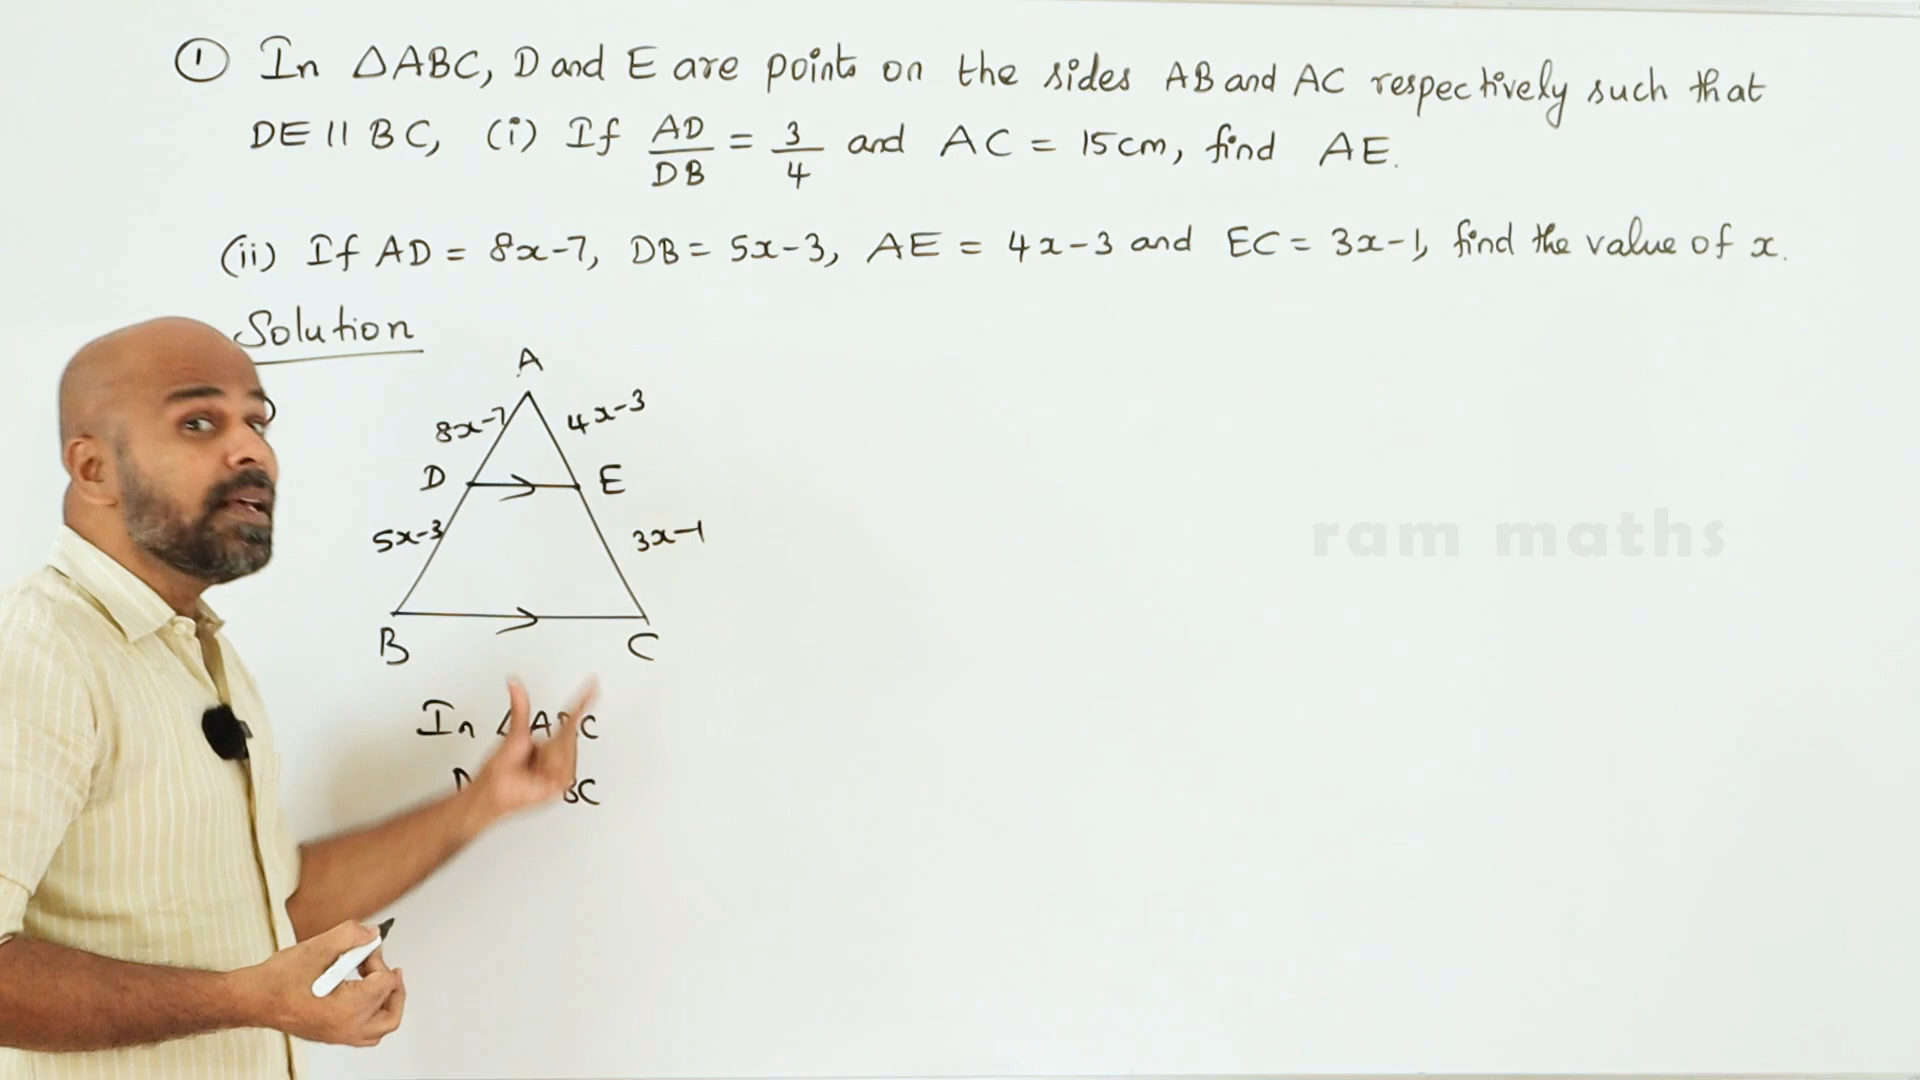 ① In △ABC, D and E are points on the sides AB and AC respectively such that
DE || BC, (i) If AD/DB = 3/4 and AC = 15cm, find AE.
(ii) If AD = 8x-7, DB = 5x-3, AE = 4x-3 and EC = 3x-1, find the value of x.
Solution
A
8x-7 4x-3
D E
5x-3 3x-1
ram maths
B C
In
BC